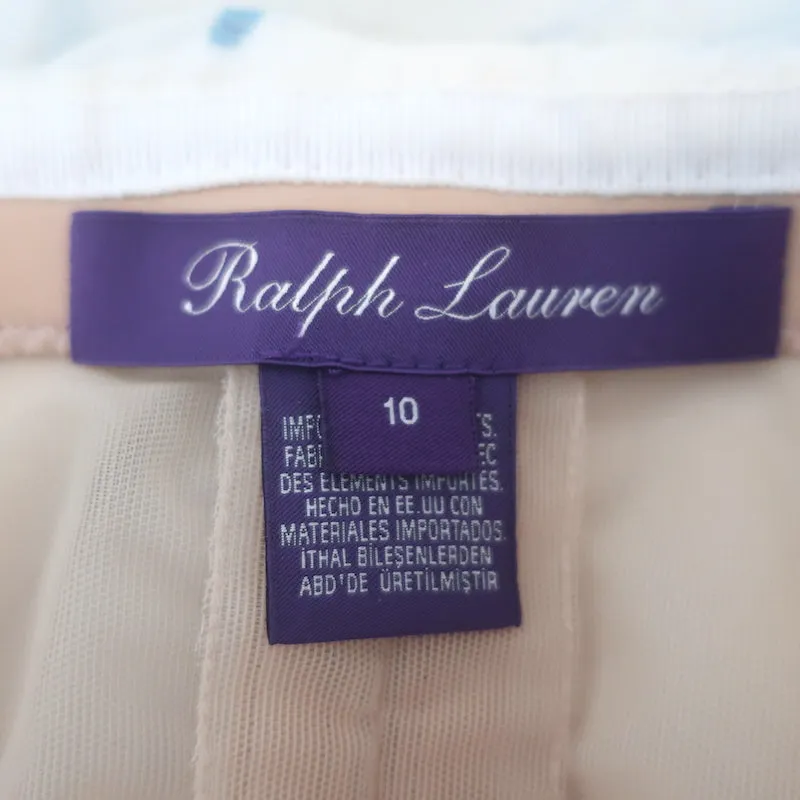 Ralph Lauren
10
DES ELEMENTS IMPORTES.
HECHO EN EE.UU CON
MATERIALES IMPORTADOS.
İTHAL BİLEŞENLERDEN
ABD'DE ÜRETİLMİŞTİR